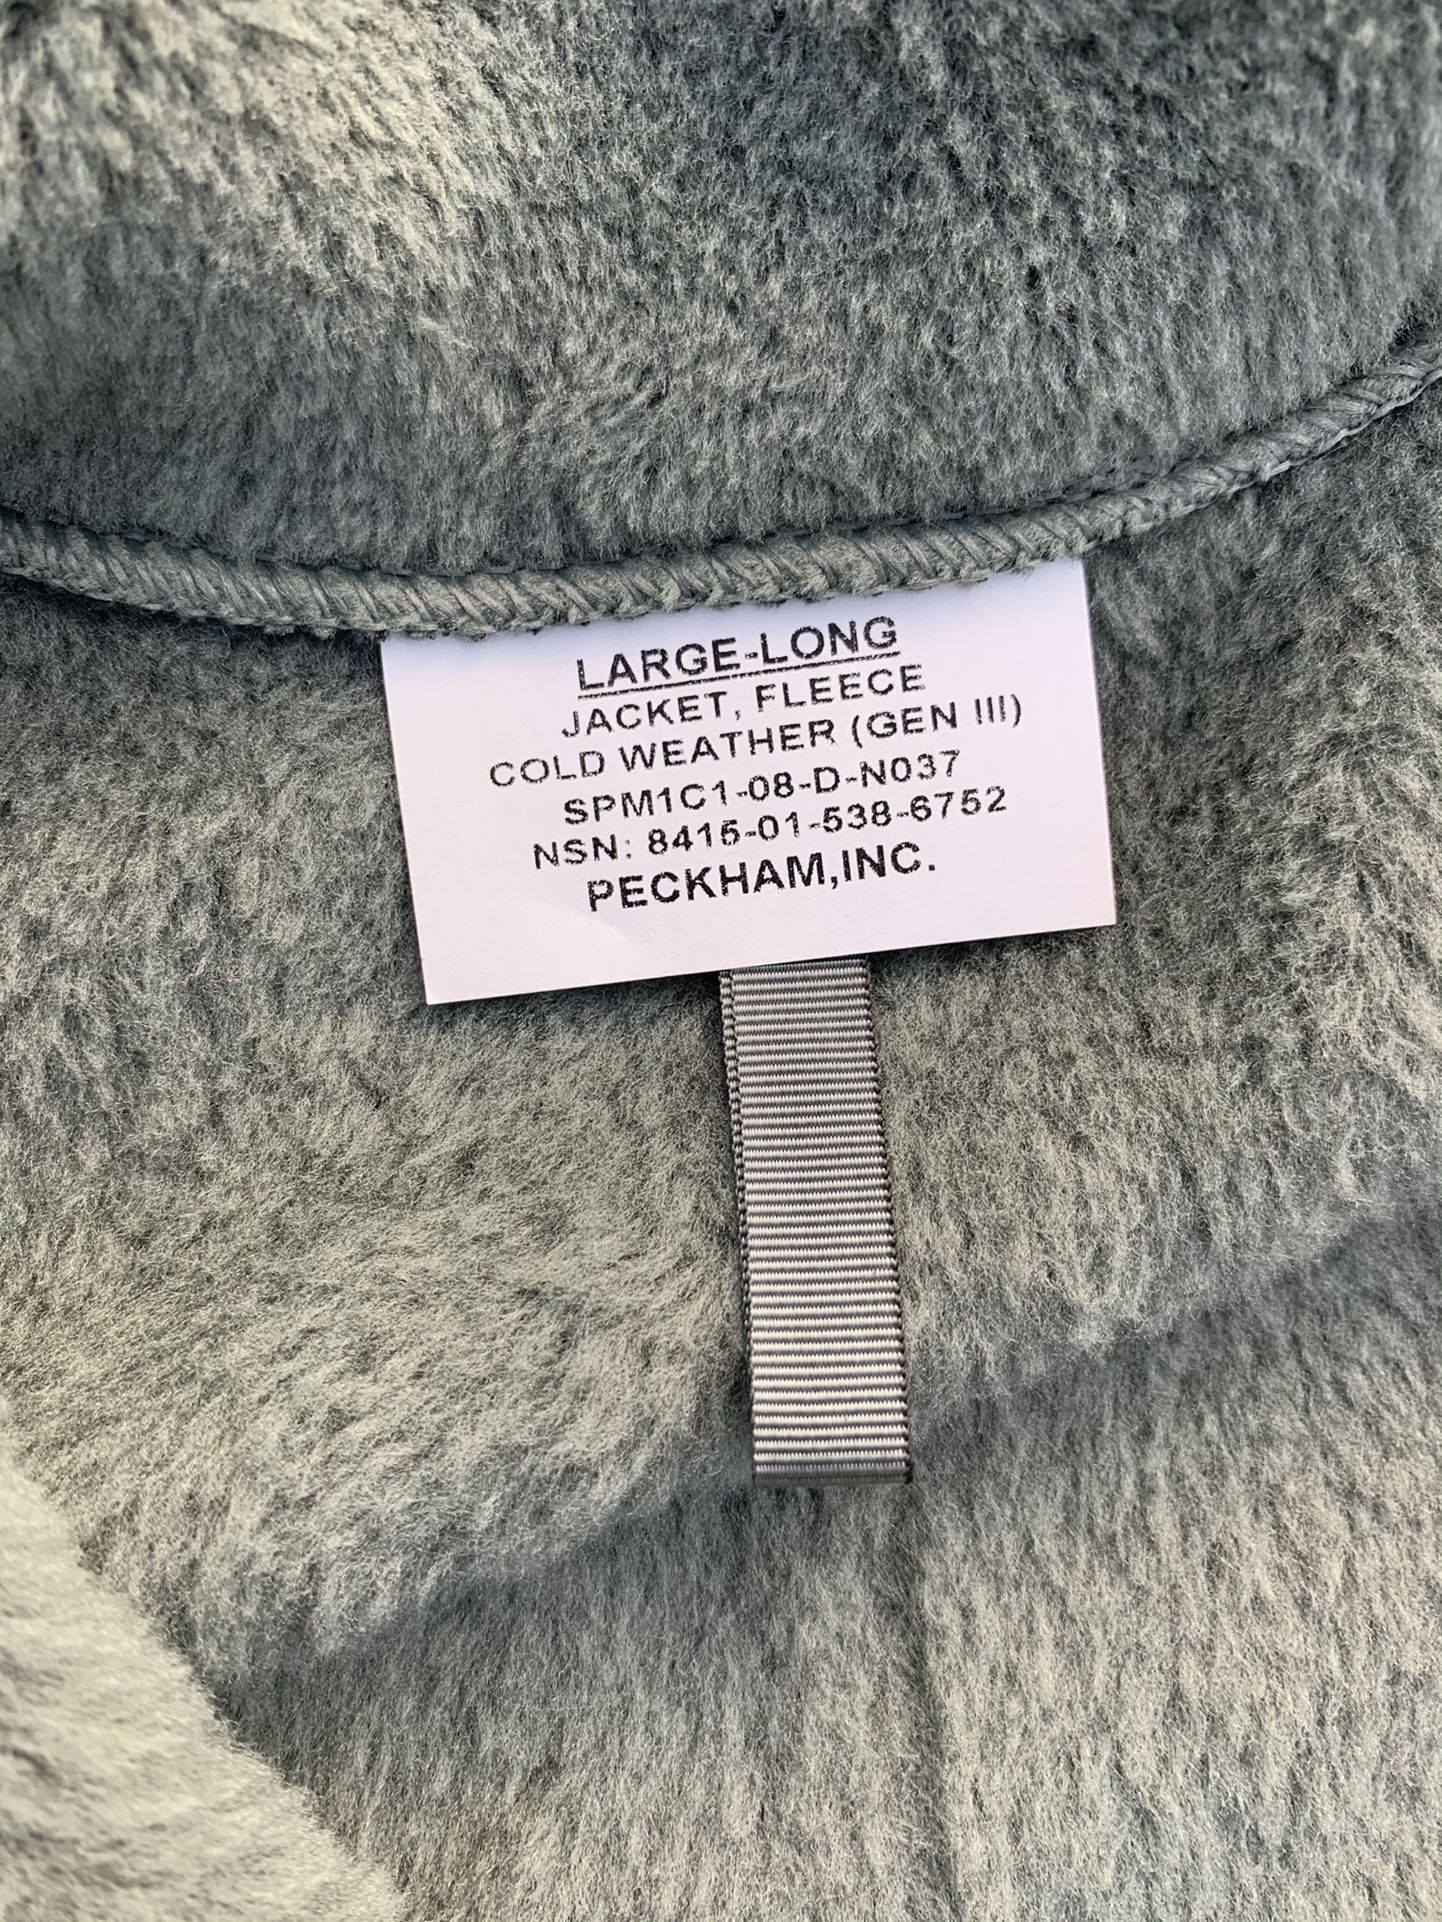 LARGE-LONG
JACKET, FLEECE
COLD WEATHER (GEN III)
SPM1C1-08-D-N037
NSN: 8415-01-538-6752
PECKHAM,INC.